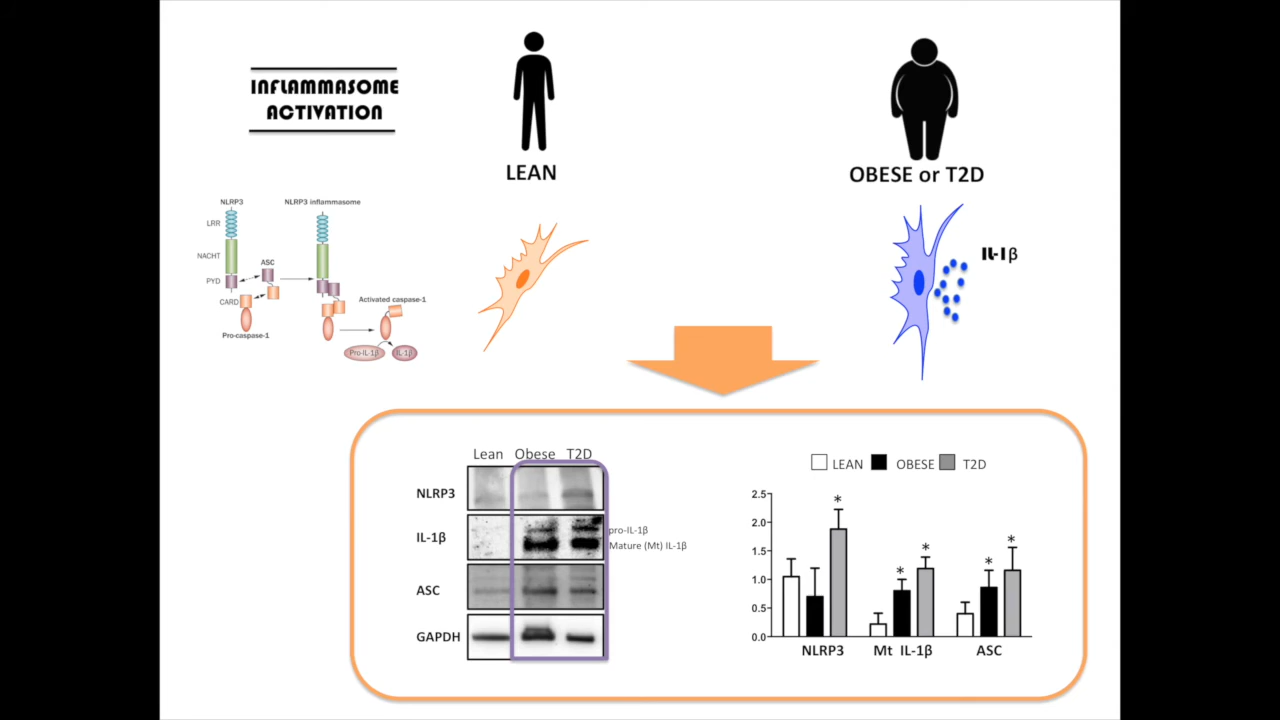 INFLAMMASOME
ACTIVATION
LEAN
OBESE or T2D
NLRP3
NLRP3 inflammasome
LRR
NACHT
ASC
PYD
CARD
Activated caspase-1
Pro-caspase-1
Pro-IL-1β
IL-1β
IL-1β
Lean Obese T2D
NLRP3
IL-1β
pro-IL-1β
Mature (Mt) IL-1β
ASC
GAPDH
LEAN OBESE T2D
2.5
2.0
1.5
1.0
0.5
0.0
* * * * *
NLRP3 Mt IL-1β ASC